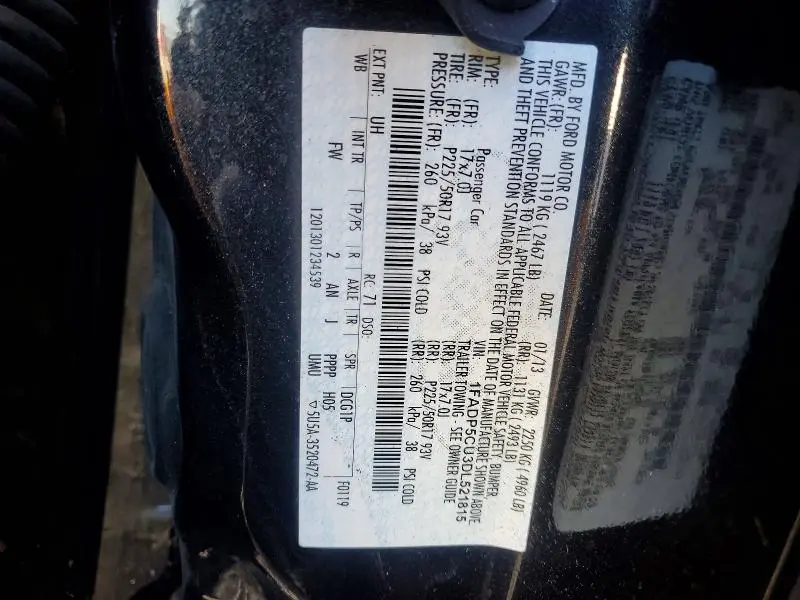 MFD. BY FORD MOTOR CO.
DATE: 01/13 GVWR: 2250 KG ( 4960 LB)
GAWR:(FR): 1119 KG ( 2467 LB) (RR): 1131 KG ( 2493 LB)
THIS VEHICLE CONFORMS TO ALL APPLICABLE FEDERAL MOTOR VEHICLE SAFETY, BUMPER,
AND THEFT PREVENTION STANDARDS IN EFFECT ON THE DATE OF MANUFACTURE SHOWN ABOVE
VIN: 1FADP5CU3DL521815
TYPE: Passenger Car TRAILER TOWING - SEE OWNER GUIDE
RIM: (FR): 17x7.0J (RR): 17x7.0J
TIRE: (FR): P225/50R17 93V (RR): P225/50R17 93V
PRESSURE:(FR): 260 kPa/ 38 PSI COLD (RR): 260 kPa/ 38 PSI COLD
EXT PNT: UH RC: 71 DSO:
WB INT TR TP/PS R AXLE TR SPR DCG1P F0119
FW 2 AN J PPPP H05
1201301234539 UMU
▽ 5U5A-3520472-AA